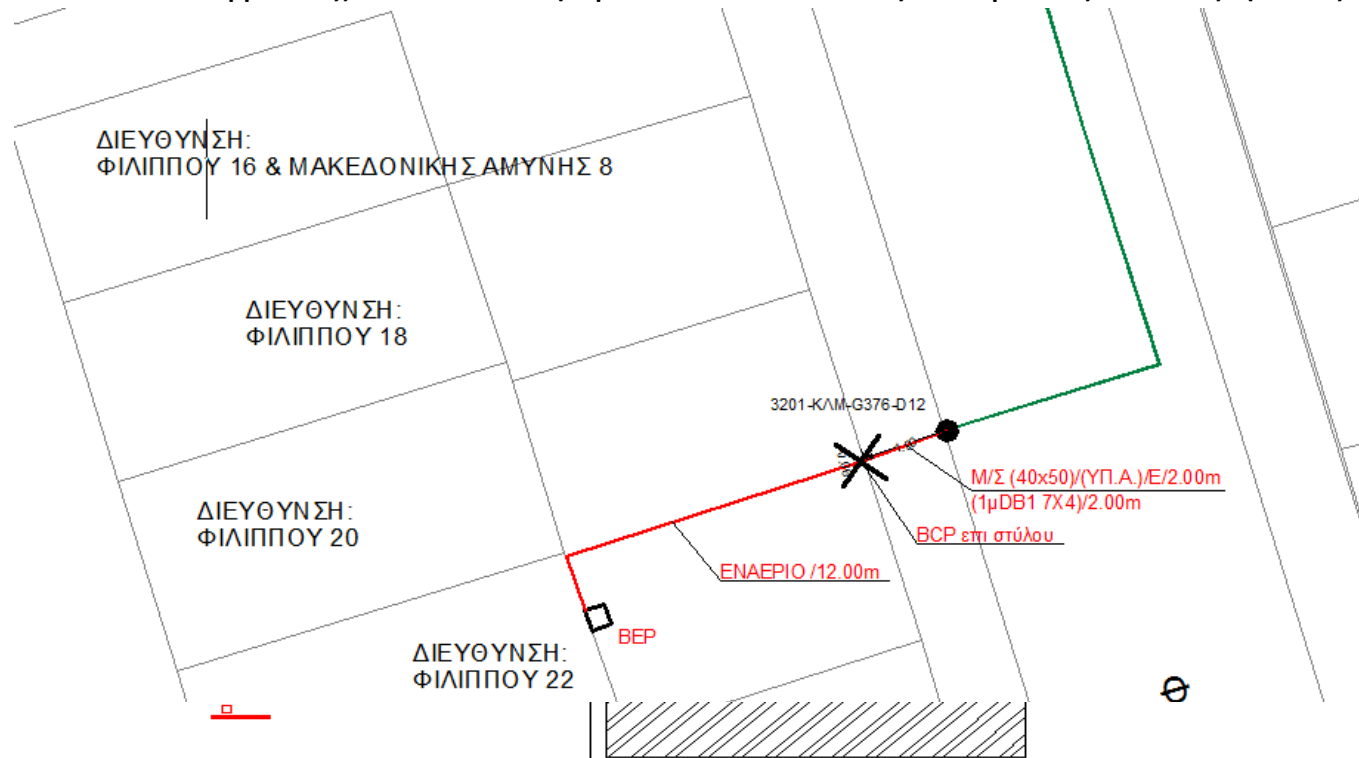 ΔΙΕΥΘΥΝΣΗ:
ΦΙΛΙΠΠΟΥ 16 & ΜΑΚΕΔΟΝΙΚΗΣ ΑΜΥΝΗΣ 8
ΔΙΕΥΘΥΝΣΗ:
ΦΙΛΙΠΠΟΥ 18
3201-ΚΛΜ-G376-D12
Μ/Σ (40x50)/(ΥΠ.Α.)/Ε/2.00m
(1μDB1 7X4)/2.00m
BCP επι στύλου
ΔΙΕΥΘΥΝΣΗ:
ΦΙΛΙΠΠΟΥ 20
ΕΝΑΕΡΙΟ /12.00m
BEP
ΔΙΕΥΘΥΝΣΗ:
ΦΙΛΙΠΠΟΥ 22